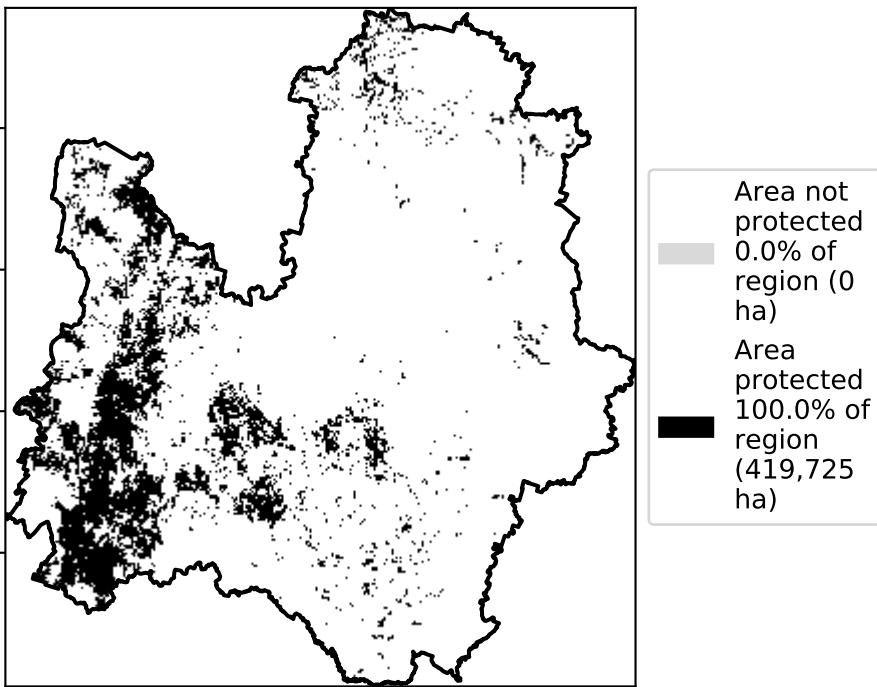 Area not
protected
0.0% of
region (0
ha)
Area
protected
100.0% of
region
(419,725
ha)